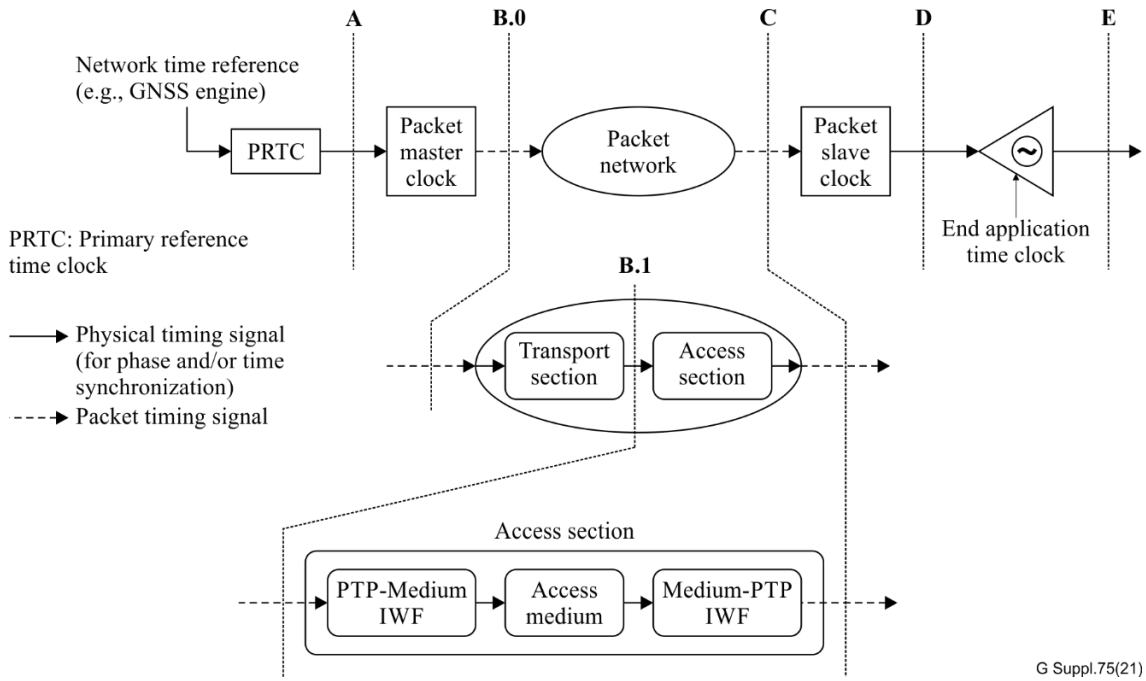 A
B.0
C
D
E
Network time reference
(e.g., GNSS engine)
PRTC
Packet
master
clock
Packet
network
Packet
slave
clock
End application
time clock
PRTC: Primary reference
time clock
B.1
Physical timing signal
(for phase and/or time
synchronization)
Packet timing signal
Transport
section
Access
section
Access section
PTP-Medium
IWF
Access
medium
Medium-PTP
IWF
G Suppl.75(21)